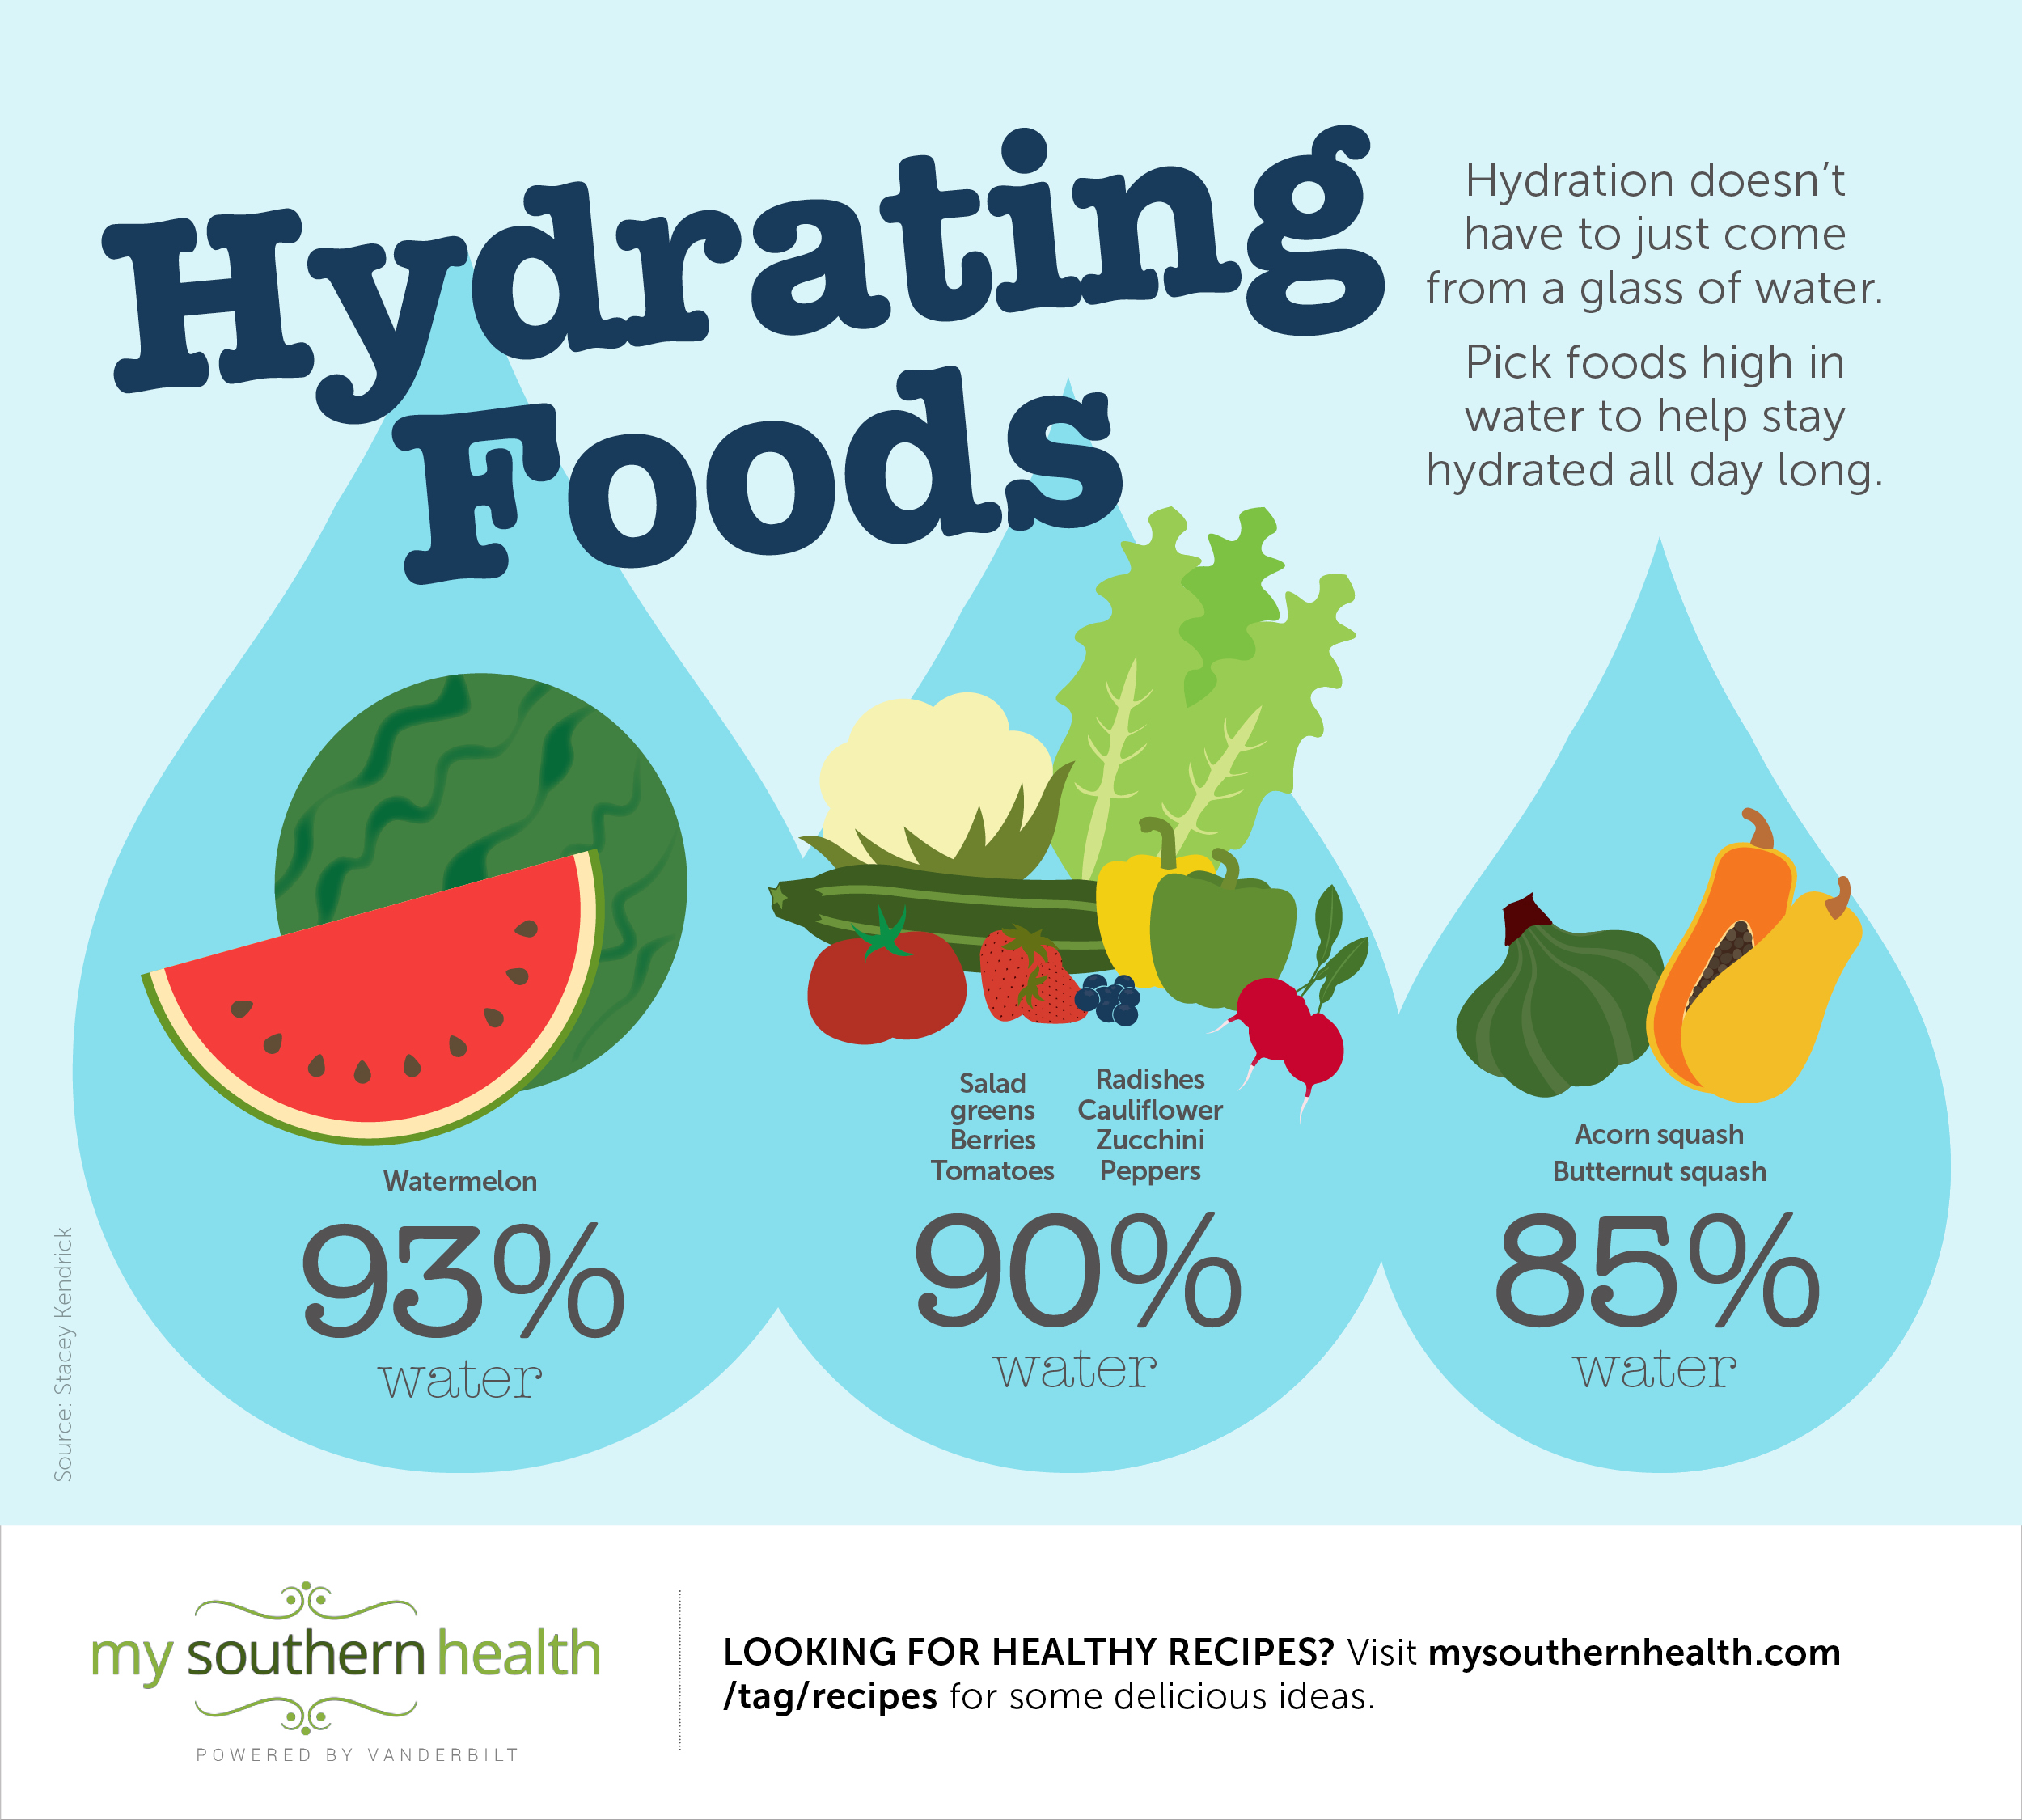 Hydrating
Foods
Hydration doesn’t
have to just come
from a glass of water.
Pick foods high in
water to help stay
hydrated all day long.
Watermelon
93%
water
Salad
greens
Berries
Tomatoes
Radishes
Cauliflower
Zucchini
Peppers
90%
water
Acorn squash
Butternut squash
85%
water
Source: Stacey Kendrick
my southern health
POWERED BY VANDERBILT
LOOKING FOR HEALTHY RECIPES? Visit mysouthernhealth.com
/tag/recipes for some delicious ideas.